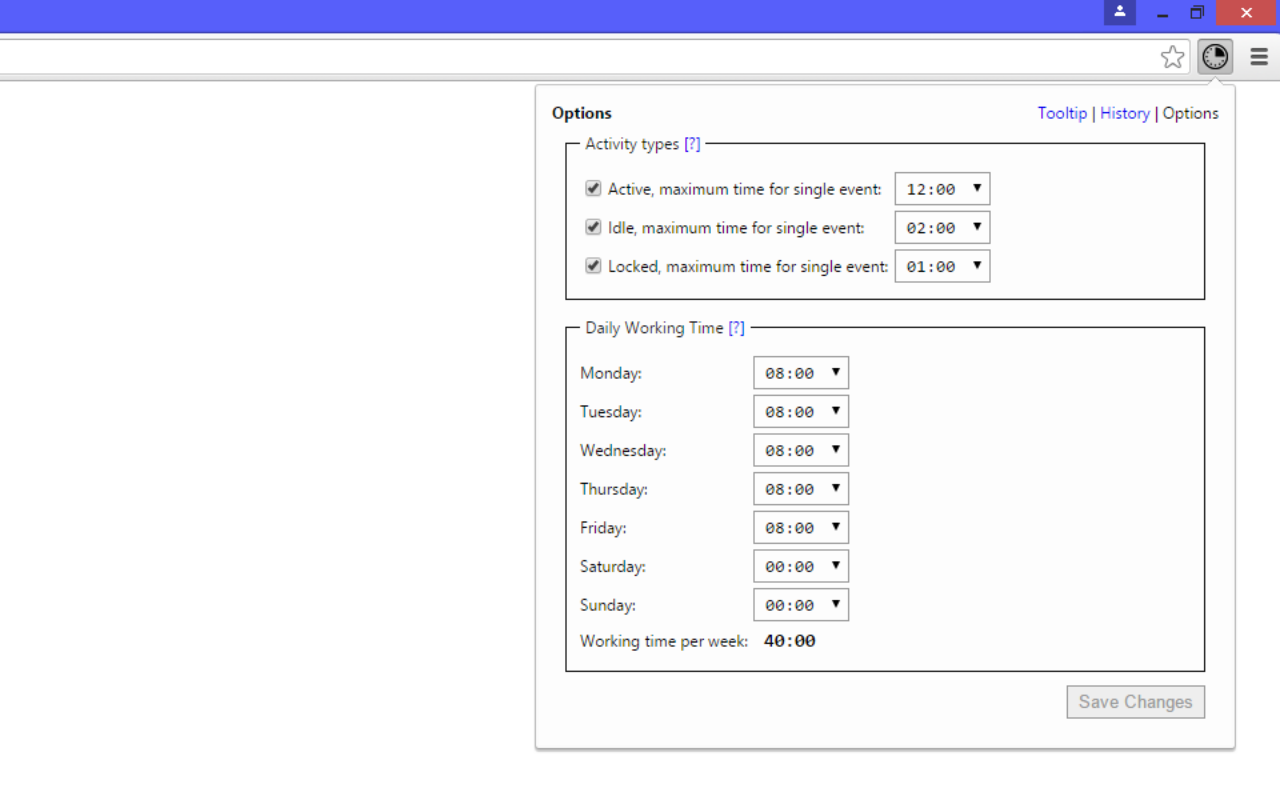 Options Tooltip | History | Options
Activity types [?]
Active, maximum time for single event: 12:00
Idle, maximum time for single event: 02:00
Locked, maximum time for single event: 01:00
Daily Working Time [?]
Monday: 08:00
Tuesday: 08:00
Wednesday: 08:00
Thursday: 08:00
Friday: 08:00
Saturday: 00:00
Sunday: 00:00
Working time per week: 40:00
Save Changes